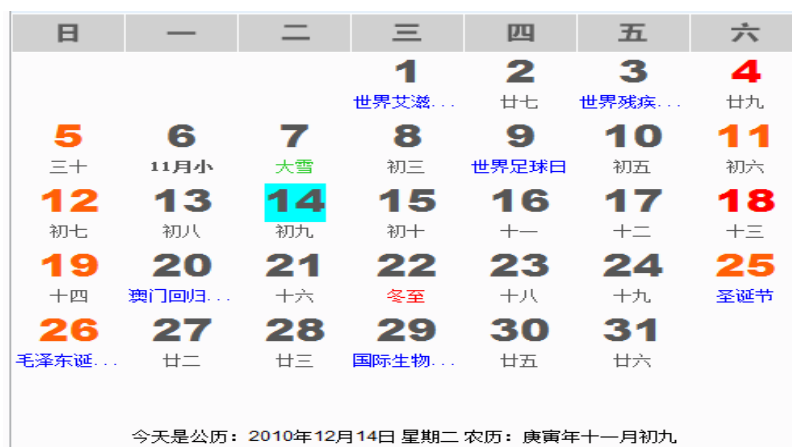 日 一 二 三 四 五 六
1 2 3 4
世界艾滋... 廿七 世界残疾... 廿九
5 6 7 8 9 10 11
三十 11月小 大雪 初三 世界足球日 初五 初六
12 13 14 15 16 17 18
初七 初八 初九 初十 十一 十二 十三
19 20 21 22 23 24 25
十四 澳门回归... 十六 冬至 十八 十九 圣诞节
26 27 28 29 30 31
毛泽东诞... 廿二 廿三 国际生物... 廿五 廿六
今天是公历：2010年12月14日 星期二 农历：庚寅年十一月初九